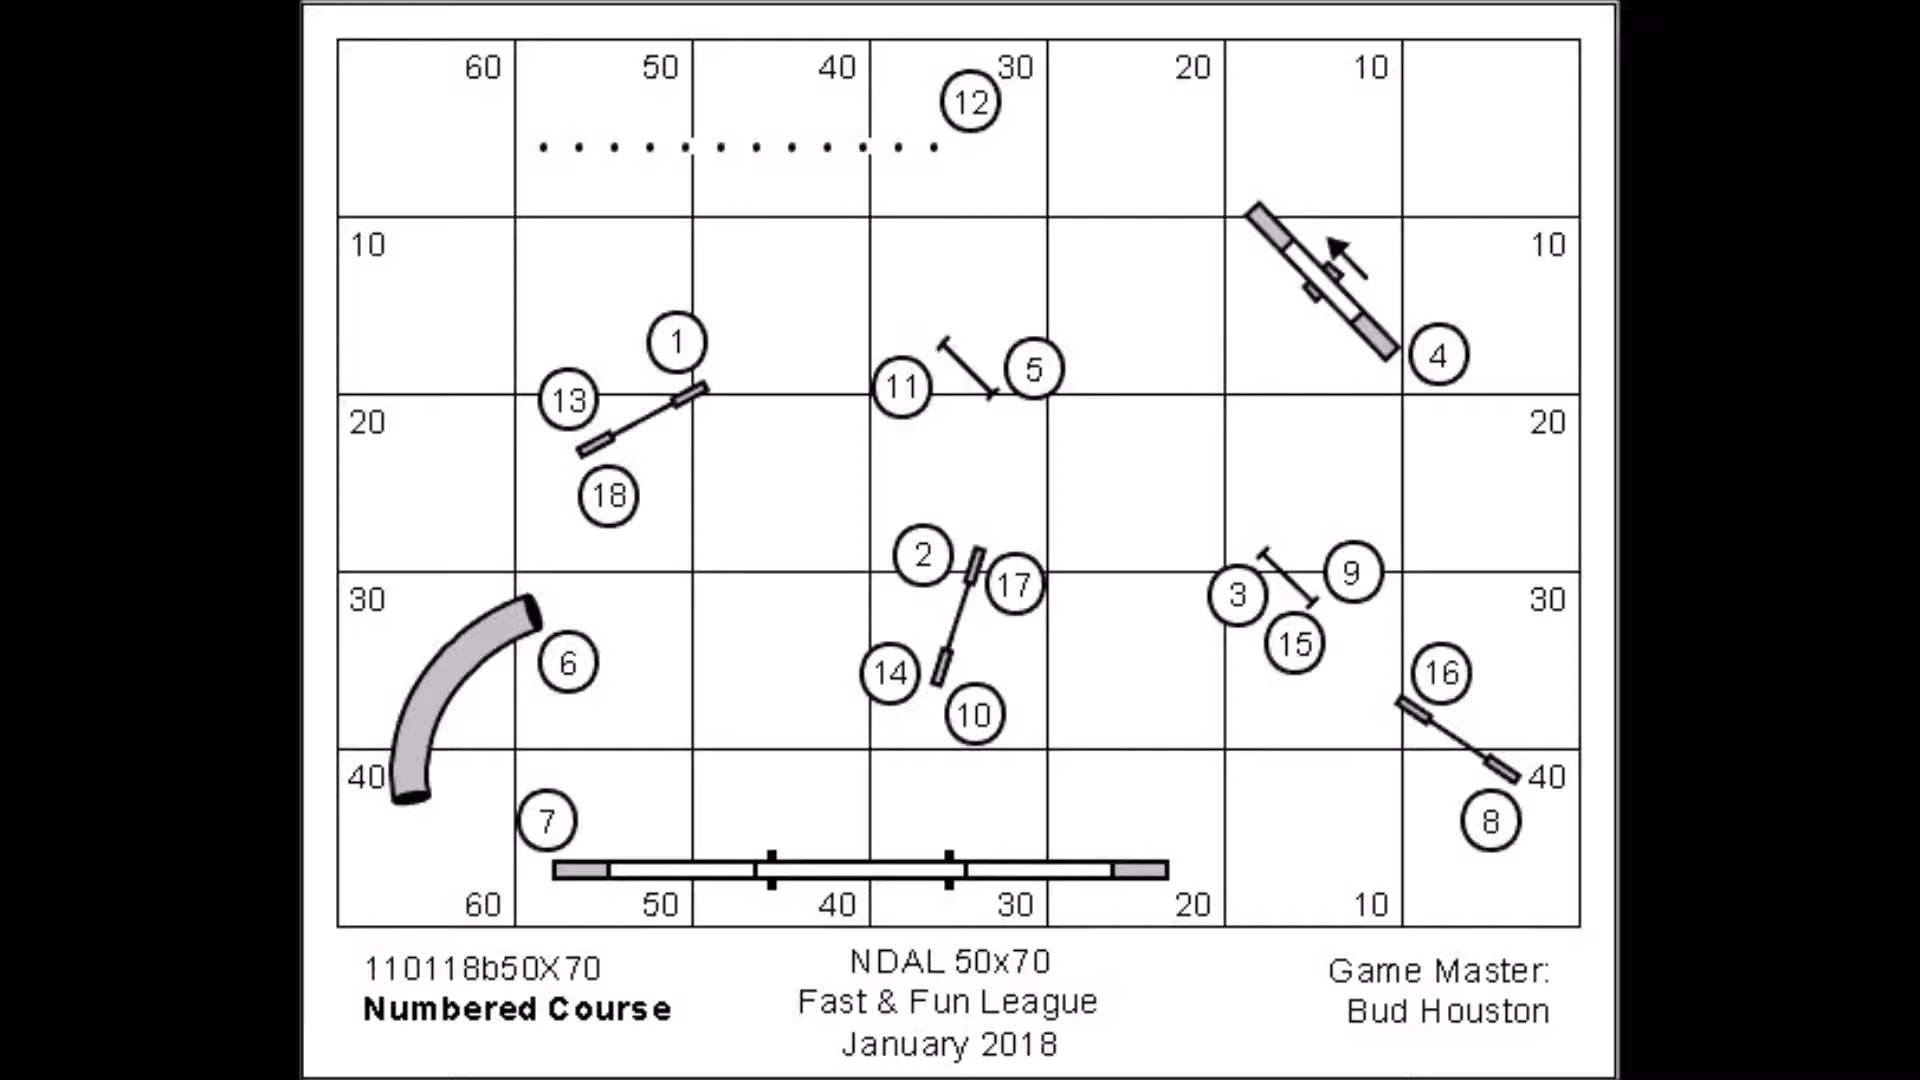 60 50 40 30 20 10
12
10 10
1 4
13 11 5
20 20
18
2 17 3 9
30 30
6 14 10 15 16
40 40
7 8
60 50 40 30 20 10
110118b50X70
Numbered Course
NDAL 50x70
Fast & Fun League
January 2018
Game Master:
Bud Houston